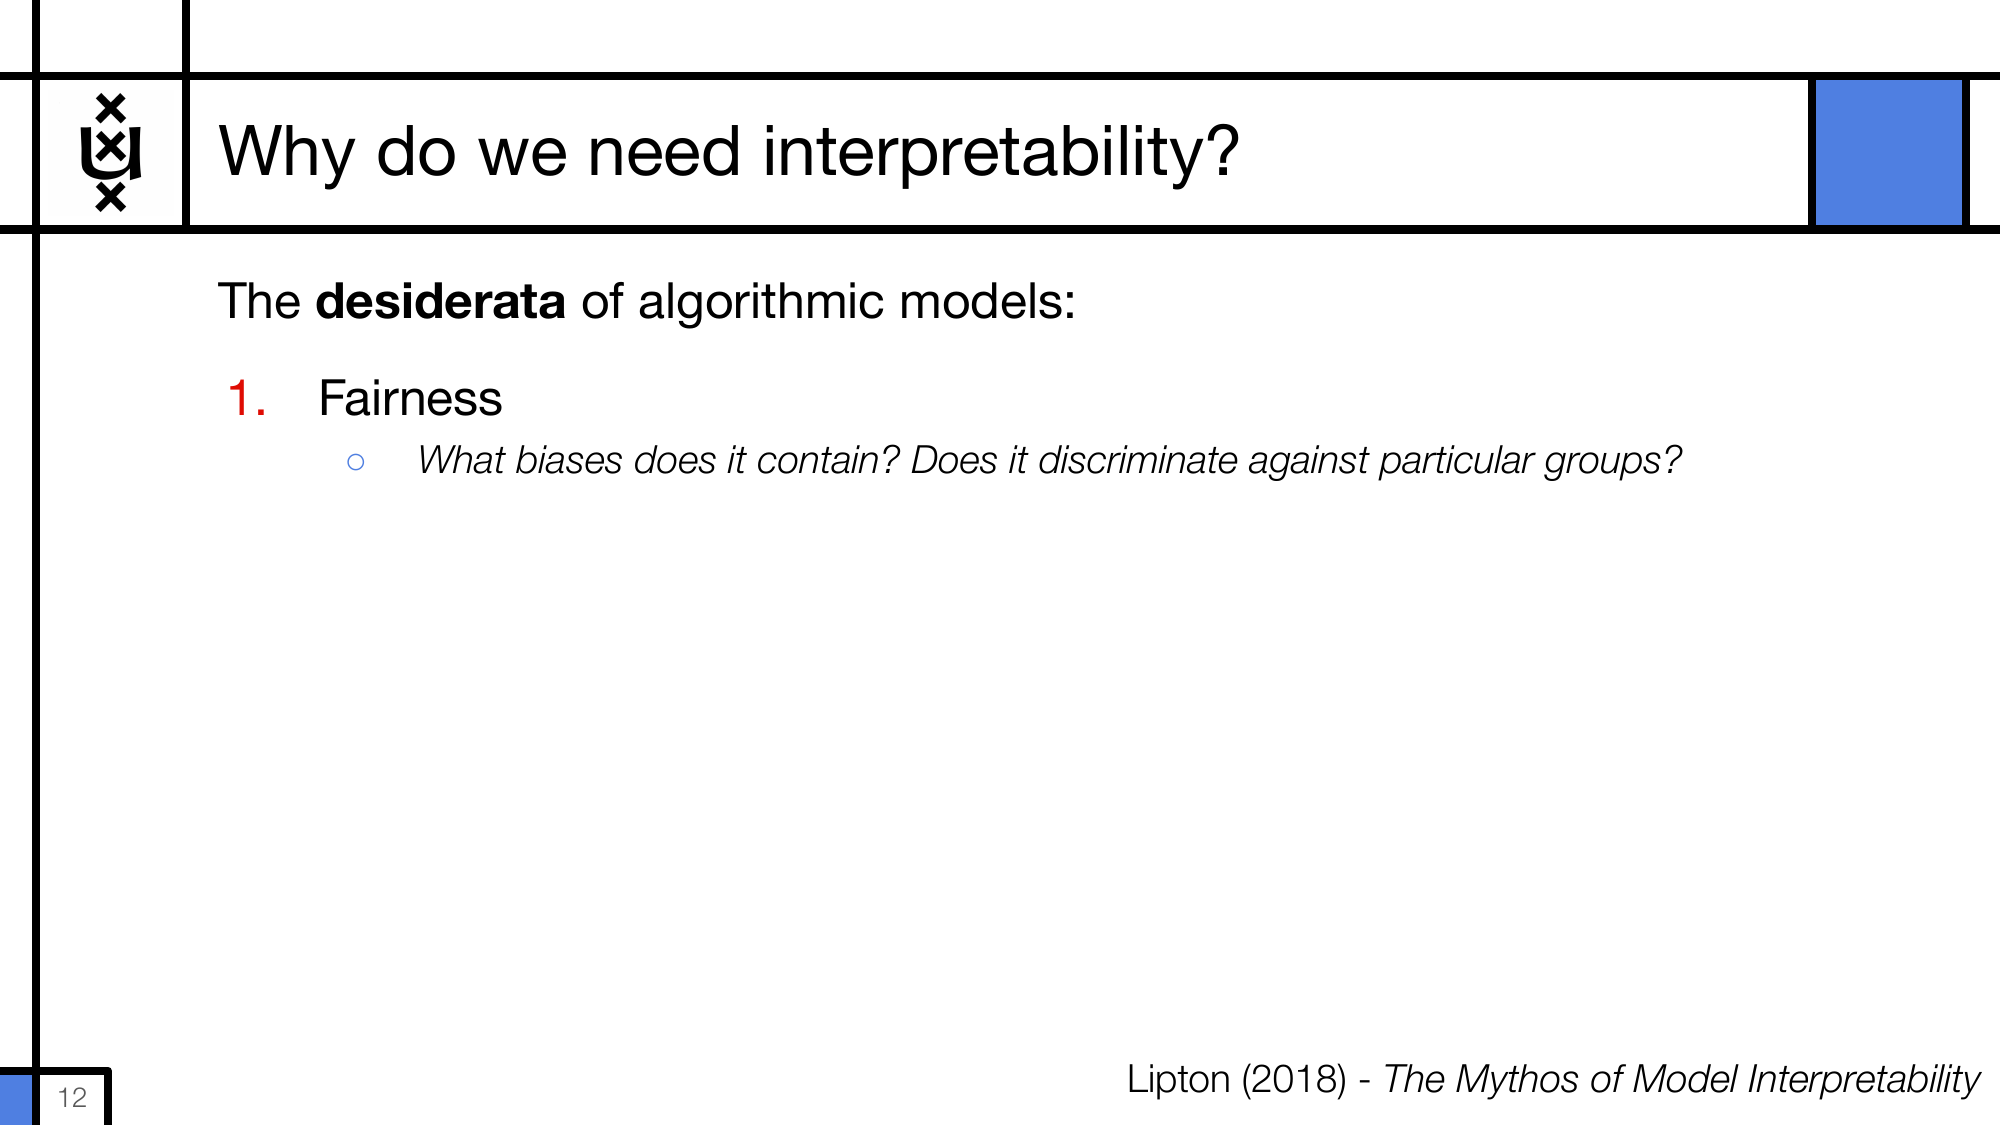 Why do we need interpretability?
The desiderata of algorithmic models:
1. Fairness
○ What biases does it contain? Does it discriminate against particular groups?
Lipton (2018) - The Mythos of Model Interpretability
12